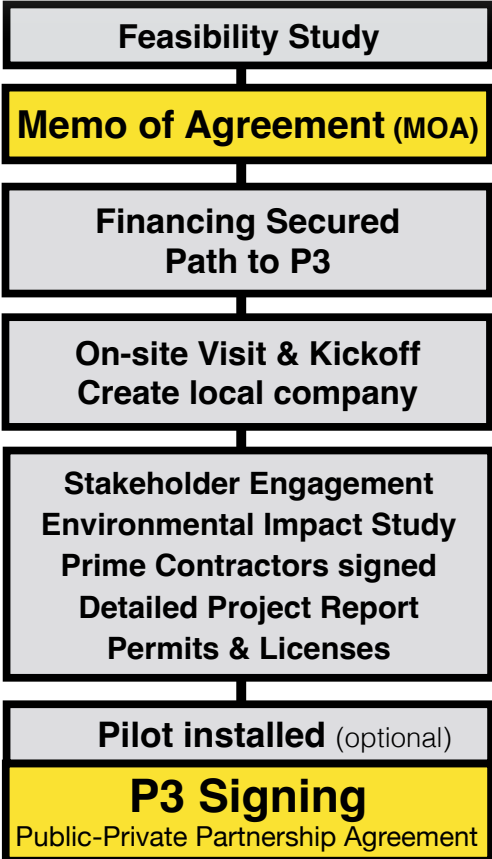 Feasibility Study
Memo of Agreement (MOA)
Financing Secured
Path to P3
On-site Visit & Kickoff
Create local company
Stakeholder Engagement
Environmental Impact Study
Prime Contractors signed
Detailed Project Report
Permits & Licenses
Pilot installed (optional)
P3 Signing
Public-Private Partnership Agreement